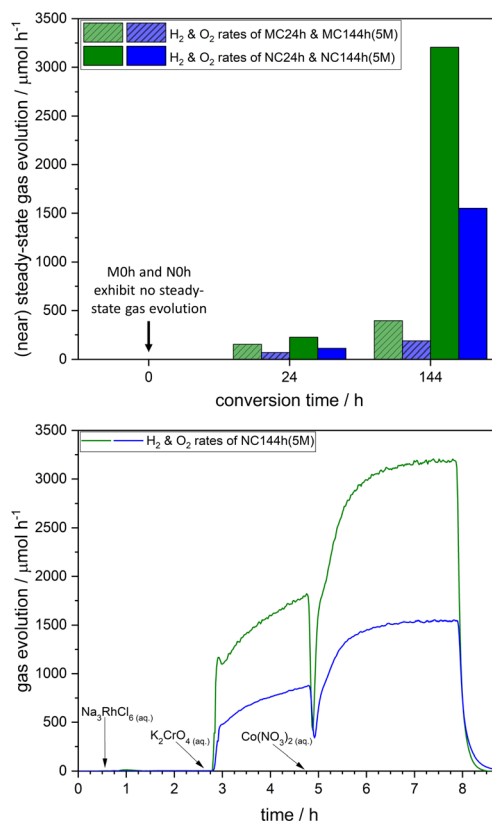 3500
3000
2500
2000
1500
1000
500
0
(near) steady-state gas evolution / μmol h⁻¹
H₂ & O₂ rates of MC24h & MC144h(5M)
H₂ & O₂ rates of NC24h & NC144h(5M)
M0h and N0h
exhibit no steady-
state gas evolution
0 24 144
conversion time / h
3500
3000
2500
2000
1500
1000
500
0
gas evolution / μmol h⁻¹
H₂ & O₂ rates of NC144h(5M)
Na₃RhCl₆ (aq.)
K₂CrO₄ (aq.)
Co(NO₃)₂ (aq.)
0 1 2 3 4 5 6 7 8
time / h